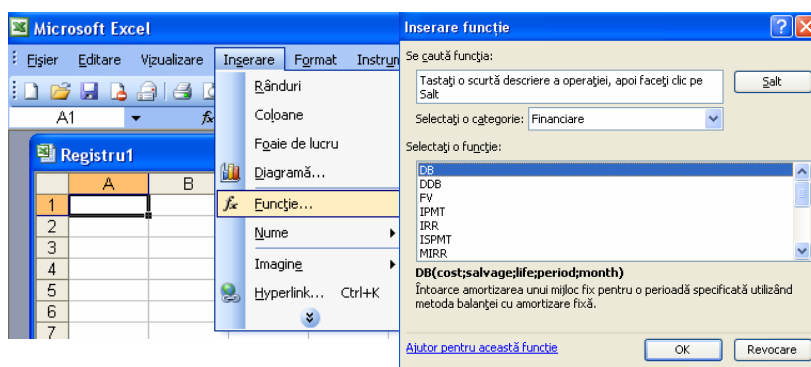 Microsoft Excel
Fișier Editare Vizualizare Inserare Format Instrun
A1 fx
Registru1
A B
1
2
3
4
5
6
7
Rânduri
Coloane
Foaie de lucru
Diagramă...
fx Funcție...
Nume
Imagine
Hyperlink... Ctrl+K
Inserare funcție
Se caută funcția:
Tastați o scurtă descriere a operației, apoi faceți clic pe
Salt
Salt
Selectați o categorie: Financiare
Selectați o funcție:
DB
DDB
FV
IPMT
IRR
ISPMT
MIRR
DB(cost;salvage;life;period;month)
Întoarce amortizarea unui mijloc fix pentru o perioadă specificată utilizând
metoda balanței cu amortizare fixă.
Ajutor pentru această funcție OK Revocare